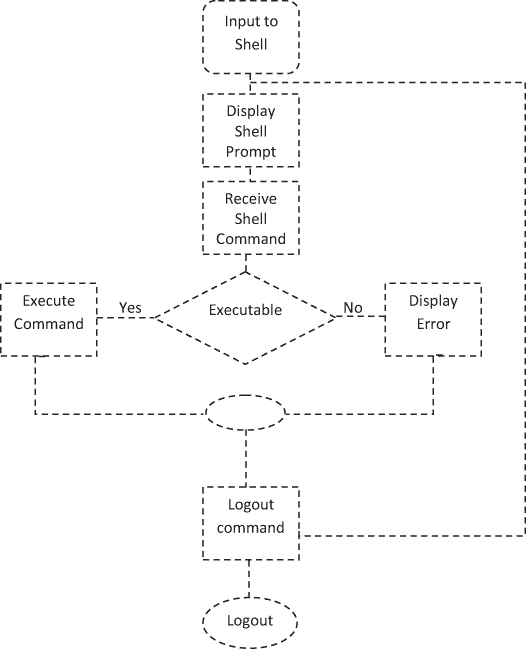 Input to
Shell
Display
Shell
Prompt
Receive
Shell
Command
Execute
Command
Yes
Executable
No
Display
Error
Logout
command
Logout